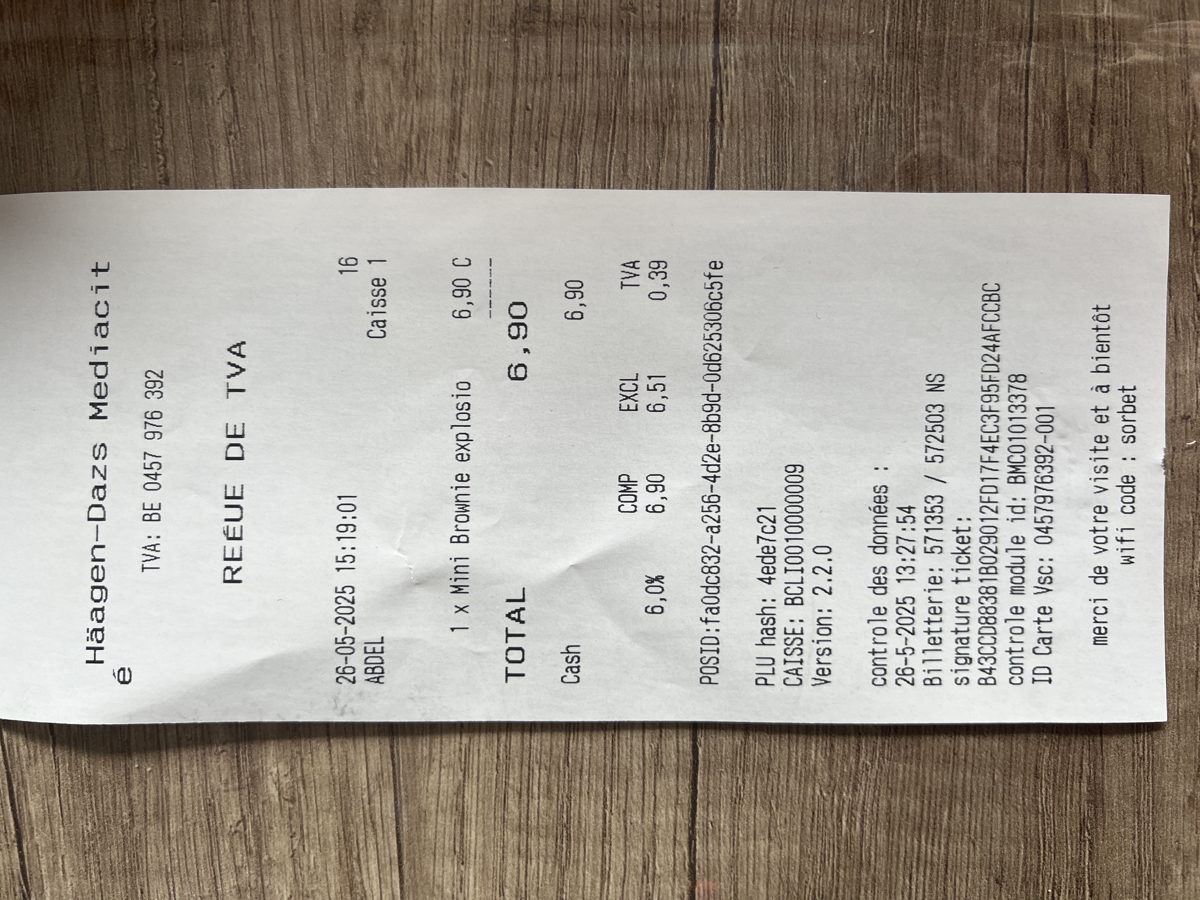 Häagen-Dazs Mediacit
é
TVA: BE 0457 976 392
REÉUE DE TVA
26-05-2025 15:19:01 16
ABDEL Caisse 1
1 x Mini Brownie explosio 6,90 C
------
TOTAL 6,90
Cash 6,90
COMP EXCL TVA
6,0% 6,90 6,51 0,39
POSID:fa0dc832-a256-4d2e-8b9d-0d625306c5fe
PLU hash: 4ede7c21
CAISSE: BCLI0010000009
Version: 2.2.0
controle des données :
26-5-2025 13:27:54
Billetterie: 571353 / 572503 NS
signature ticket:
B43CCD88381B029012FD17F4EC3F95FD24AFCCBC
controle module id: BMC01013378
ID Carte Vsc: 0457976392-001
merci de votre visite et à bientôt
wifi code : sorbet